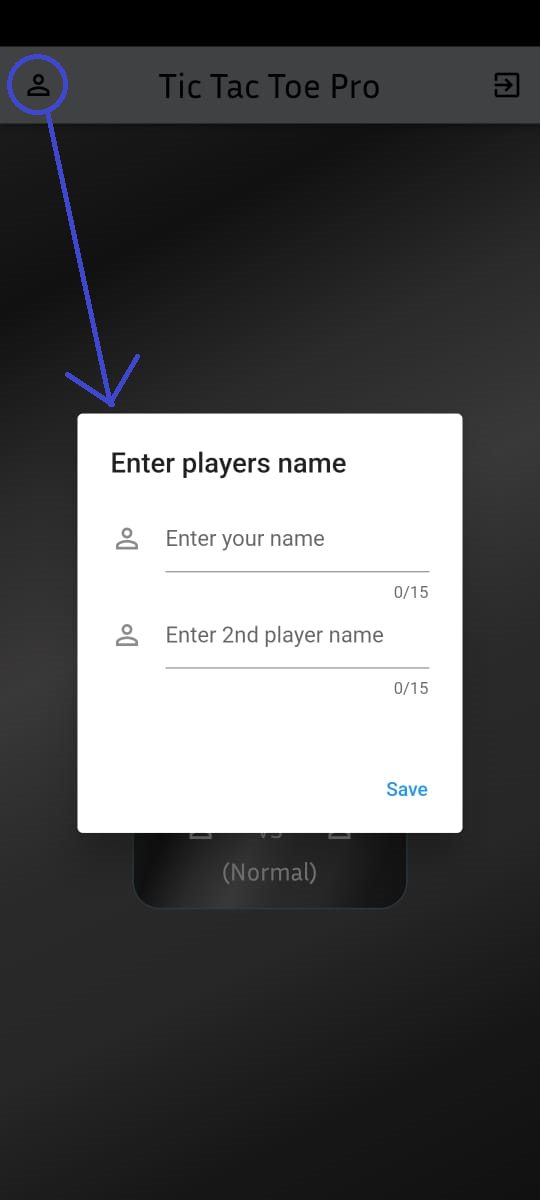 Tic Tac Toe Pro
Enter players name
Enter your name
0/15
Enter 2nd player name
0/15
Save
(Normal)